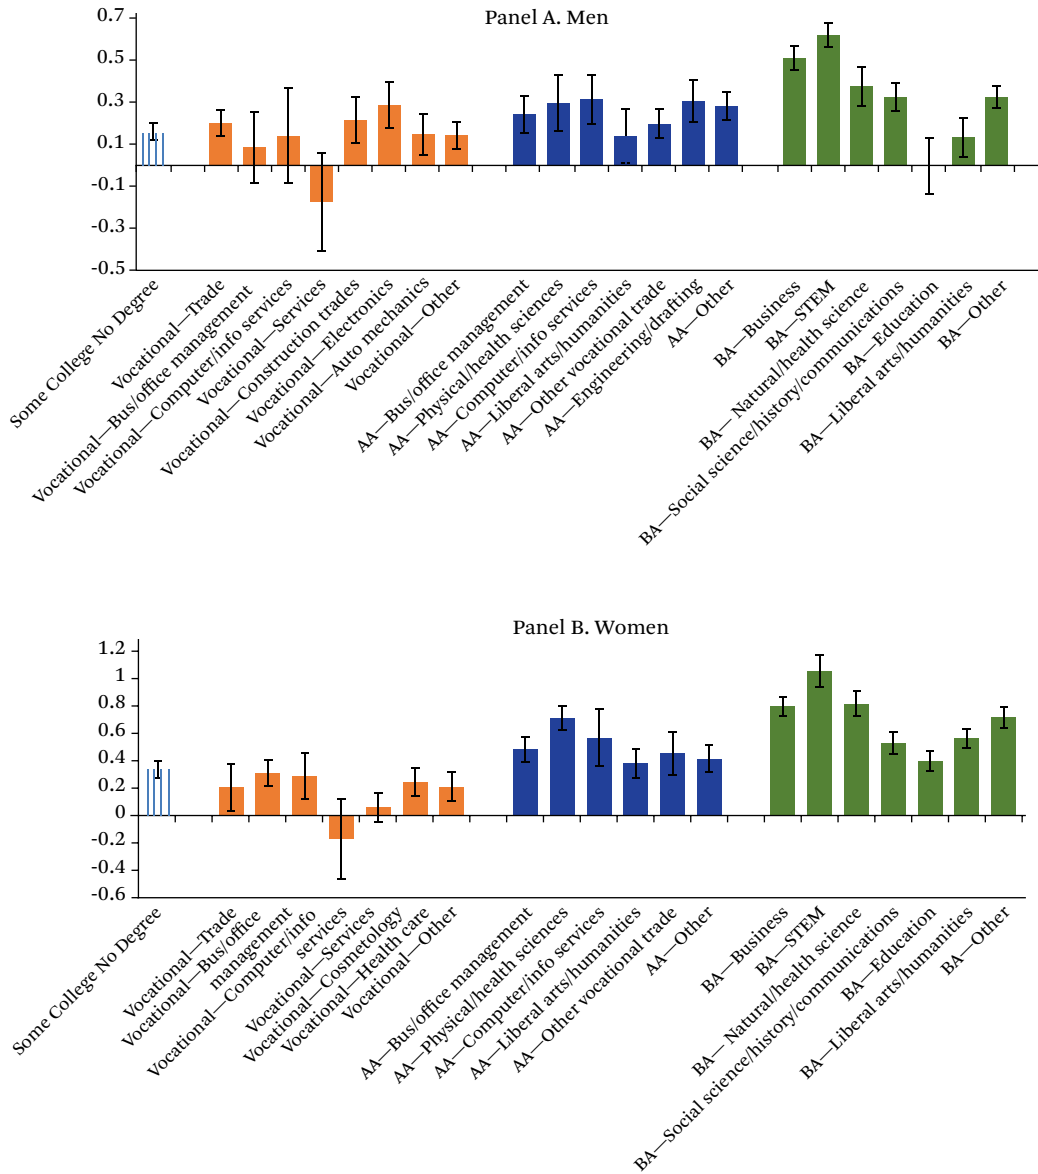 Panel A. Men
0.7
0.5
0.3
0.1
-0.1
-0.3
-0.5
Some College No Degree
Vocational—Trade
Vocational—Bus/office management
Vocational—Computer/info services
Vocational—Services
Vocational—Construction trades
Vocational—Electronics
Vocational—Auto mechanics
Vocational—Other
AA—Bus/office management
AA—Physical/health sciences
AA—Computer/info services
AA—Liberal arts/humanities
AA—Other vocational trade
AA—Engineering/drafting
AA—Other
BA—Business
BA—STEM
BA— Natural/health science
BA—Social science/history/communications
BA—Education
BA—Liberal arts/humanities
BA—Other
Panel B. Women
1.2
1
0.8
0.6
0.4
0.2
0
-0.2
-0.4
-0.6
Some College No Degree
Vocational—Trade
Vocational—Bus/office
management
Vocational—Computer/info
services
Vocational—Services
Vocational—Cosmetology
Vocational—Health care
Vocational—Other
AA—Bus/office management
AA—Physical/health sciences
AA—Computer/info services
AA—Liberal arts/humanities
AA—Other vocational trade
AA—Other
BA—Business
BA—STEM
BA— Natural/health science
BA—Social science/history/communications
BA—Education
BA—Liberal arts/humanities
BA—Other